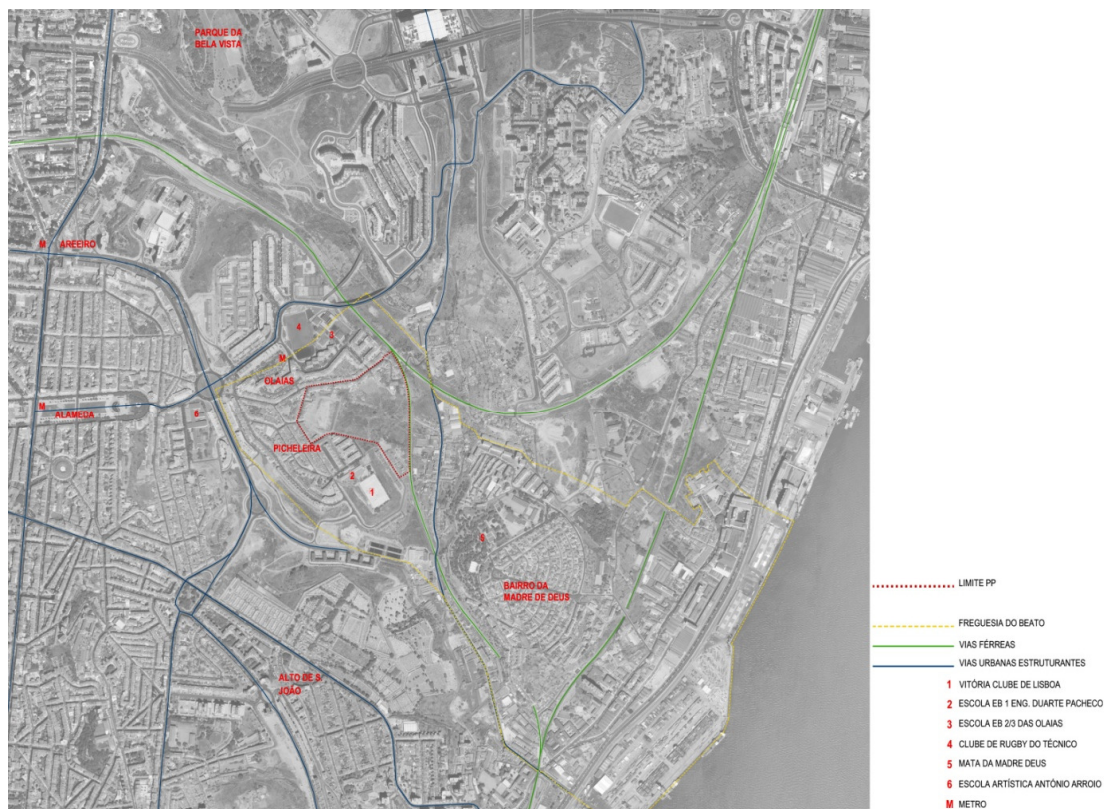 PARQUE DA
BELA VISTA
M AREEIRO
4
3
M
OLAIAS
M
ALAMEDA
6
PICHELEIRA
2
1
5
BAIRRO DA
MADRE DE DEUS
ALTO DE S.
JOÃO
LIMITE PP
FREGUESIA DO BEATO
VIAS FÉRREAS
VIAS URBANAS ESTRUTURANTES
1 VITÓRIA CLUBE DE LISBOA
2 ESCOLA EB 1 ENG. DUARTE PACHECO
3 ESCOLA EB 2/3 DAS OLAIAS
4 CLUBE DE RUGBY DO TÉCNICO
5 MATA DA MADRE DEUS
6 ESCOLA ARTÍSTICA ANTÓNIO ARROIO
M METRO